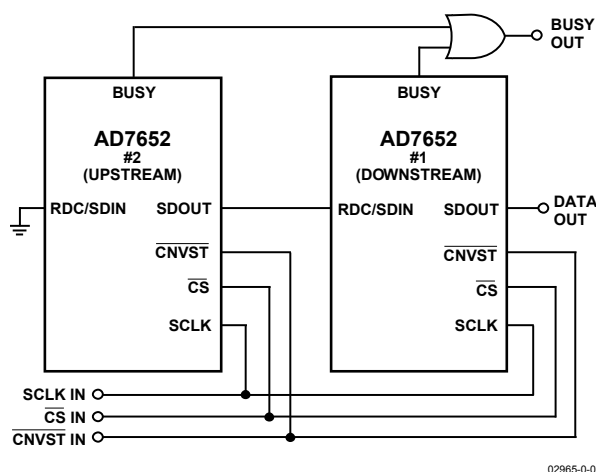 BUSY
OUT
BUSY
BUSY
AD7652
#2
(UPSTREAM)
AD7652
#1
(DOWNSTREAM)
RDC/SDIN
SDOUT
RDC/SDIN
SDOUT
DATA
OUT
CNVST
CNVST
CS
CS
SCLK
SCLK
SCLK IN
CS IN
CNVST IN